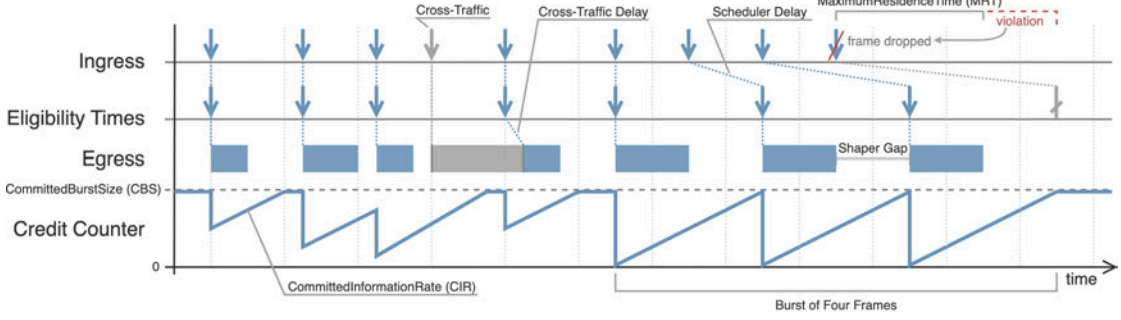 Cross-Traffic
Cross-Traffic Delay
Scheduler Delay
MaximumResidenceTime (MRT)
violation
frame dropped
Ingress
Eligibility Times
Egress
Shaper Gap
CommittedBurstSize (CBS)
Credit Counter
0
time
CommittedInformationRate (CIR)
Burst of Four Frames